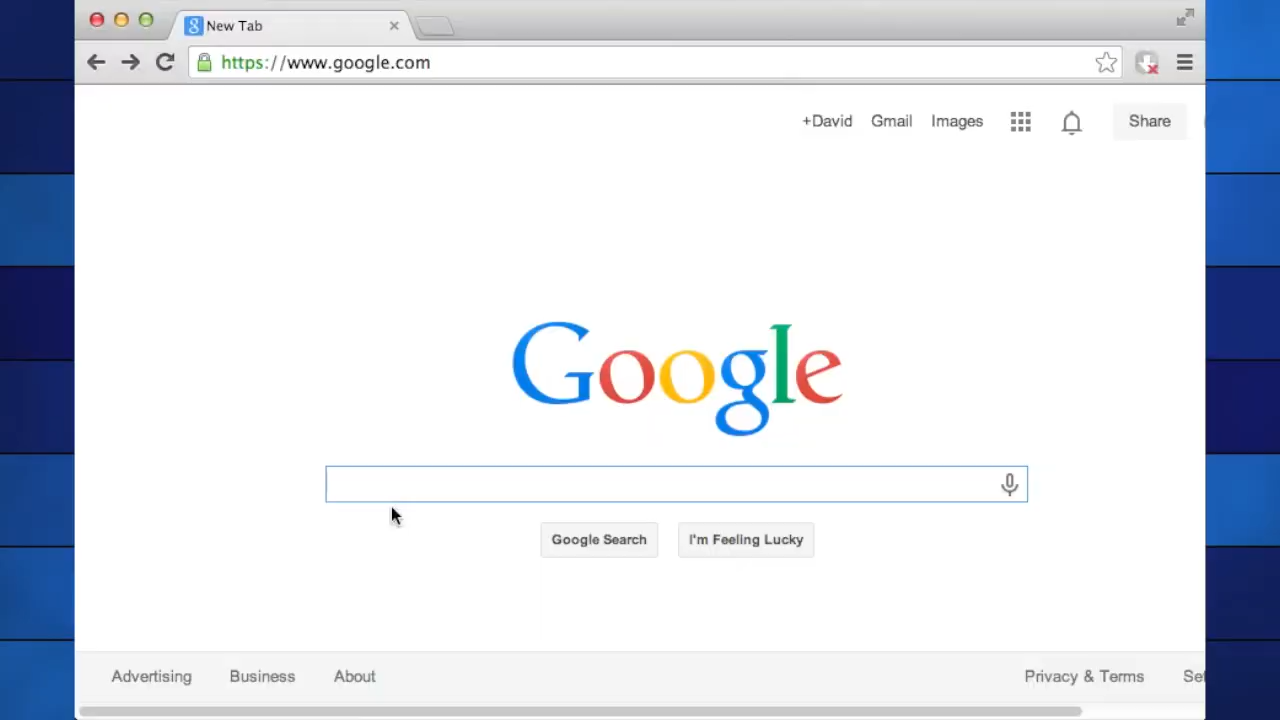 New Tab
https://www.google.com
+David Gmail Images Share
Google
Google Search I'm Feeling Lucky
Advertising Business About Privacy & Terms